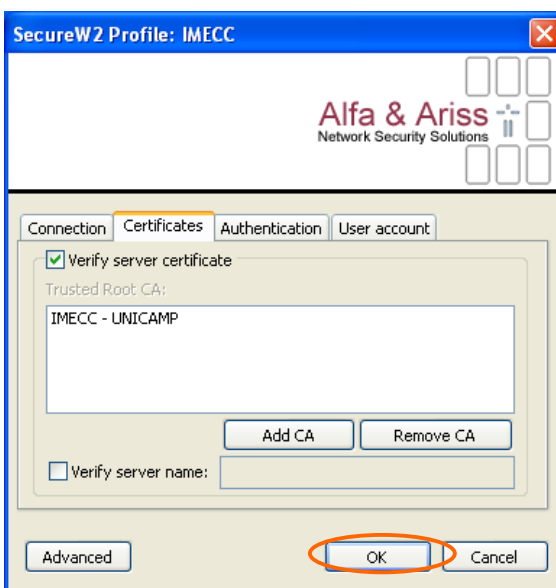 SecureW2 Profile: IMECC
Alfa & Ariss
Network Security Solutions
Connection Certificates Authentication User account
Verify server certificate
Trusted Root CA:
IMECC - UNICAMP
Add CA Remove CA
Verify server name:
Advanced OK Cancel